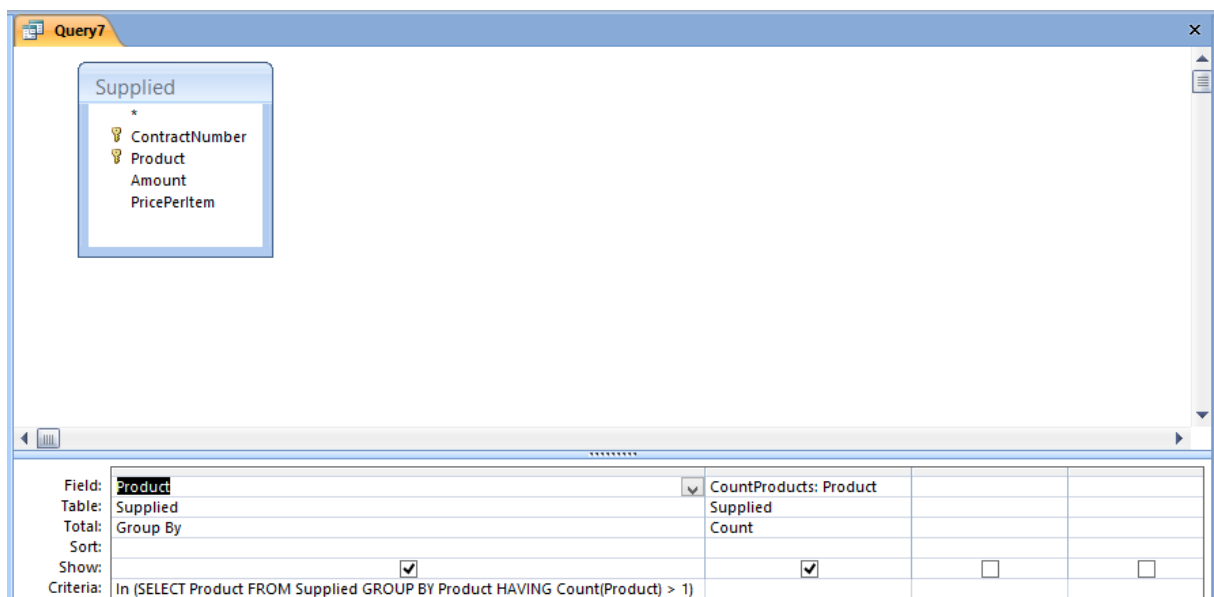 Query7
Supplied
*
ContractNumber
Product
Amount
PricePerItem
Field: Product CountProducts: Product
Table: Supplied Supplied
Total: Group By Count
Sort:
Show:
Criteria: In (SELECT Product FROM Supplied GROUP BY Product HAVING Count(Product) > 1)